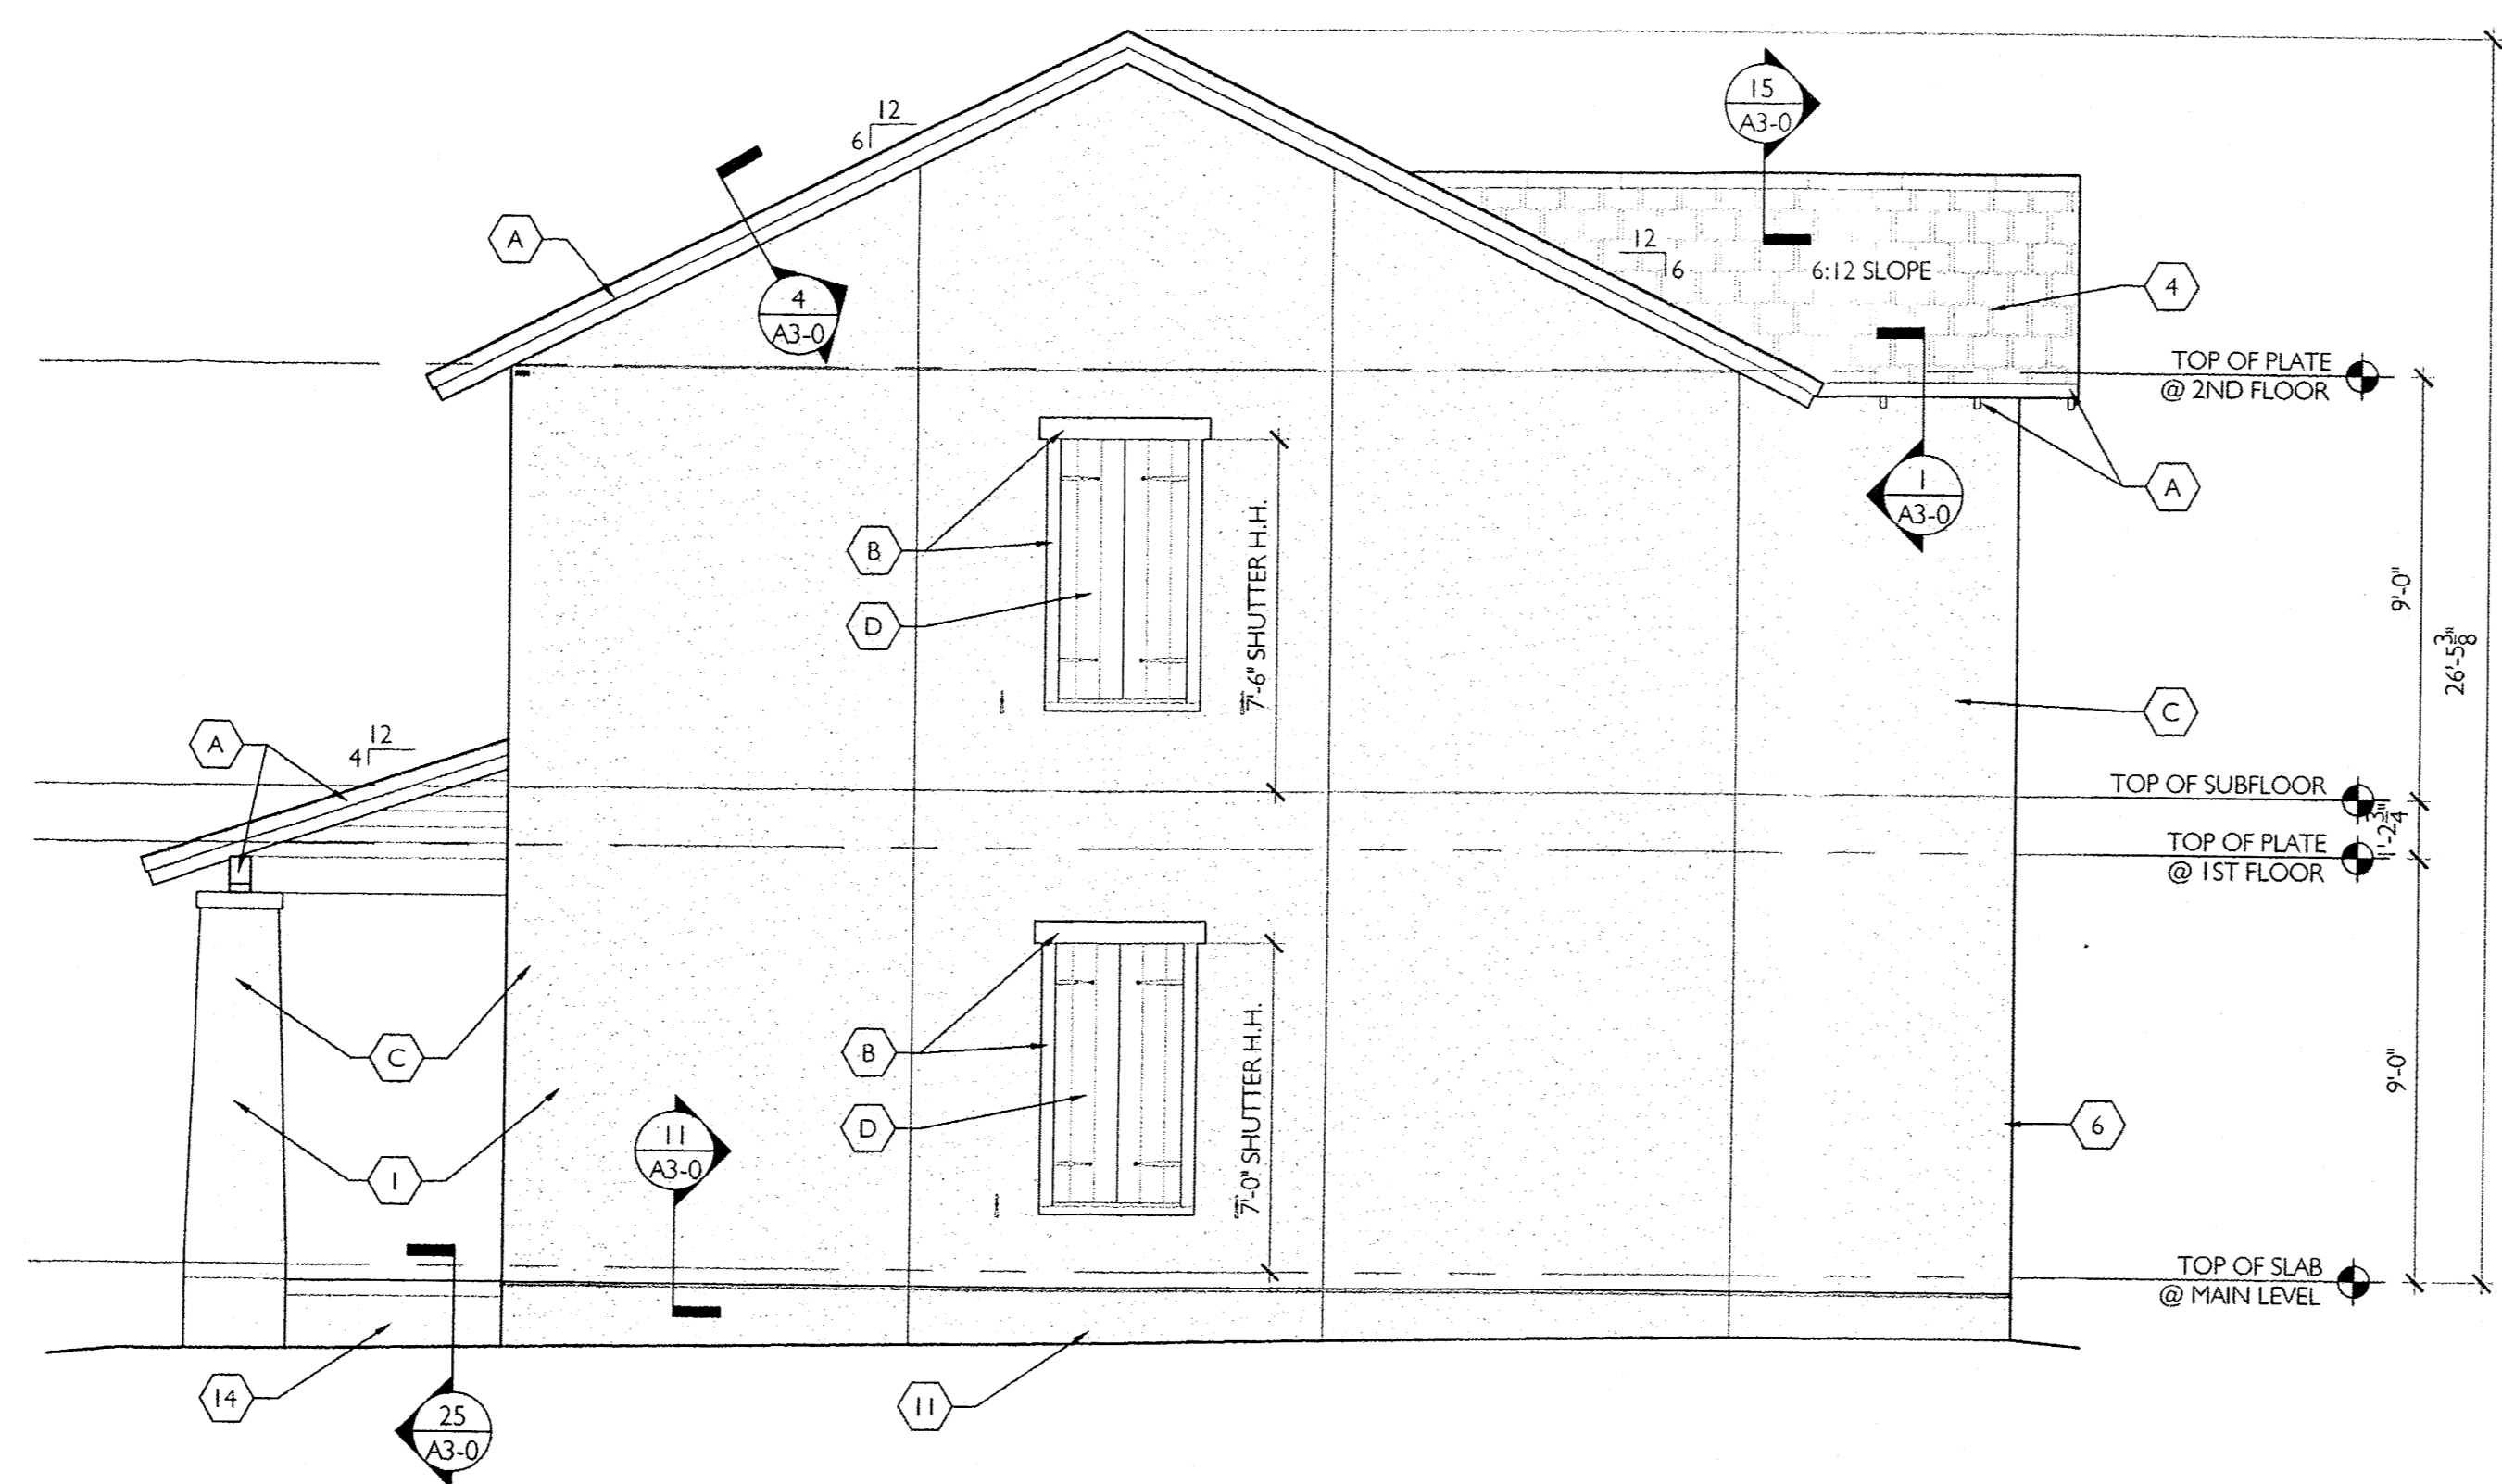 15
A3-0
12
6
A
4
A3-0
12
6
6:12 SLOPE
4
TOP OF PLATE
@ 2ND FLOOR
A
1
A3-0
B
D
7'-6" SHUTTER H.H.
9'-0"
26'-5 3/8"
C
A
12
4
TOP OF SUBFLOOR
1'-2 3/4"
TOP OF PLATE
@ 1ST FLOOR
B
D
7'-0" SHUTTER H.H.
C
9'-0"
11
A3-0
6
1
TOP OF SLAB
@ MAIN LEVEL
14
25
A3-0
11